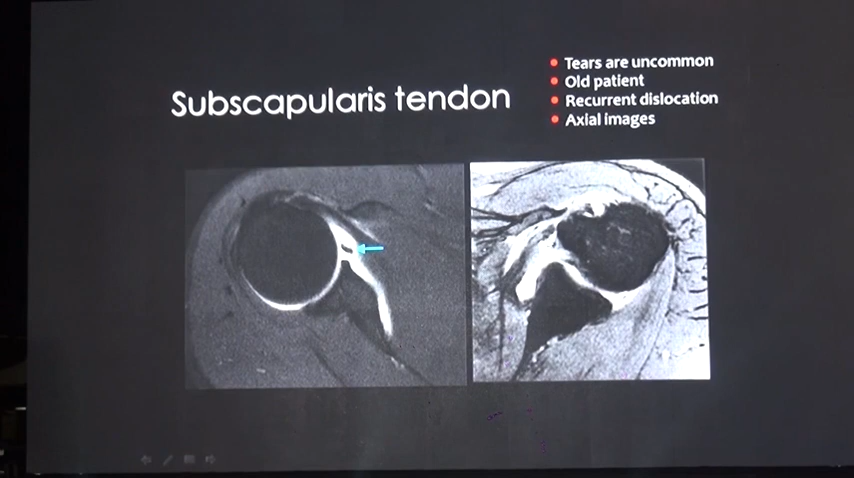 Subscapularis tendon
Tears are uncommon
Old patient
Recurrent dislocation
Axial images